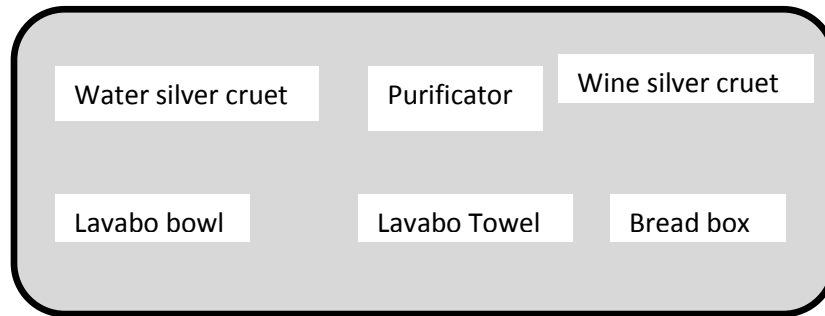 Water silver cruet
Purificator
Wine silver cruet
Lavabo bowl
Lavabo Towel
Bread box